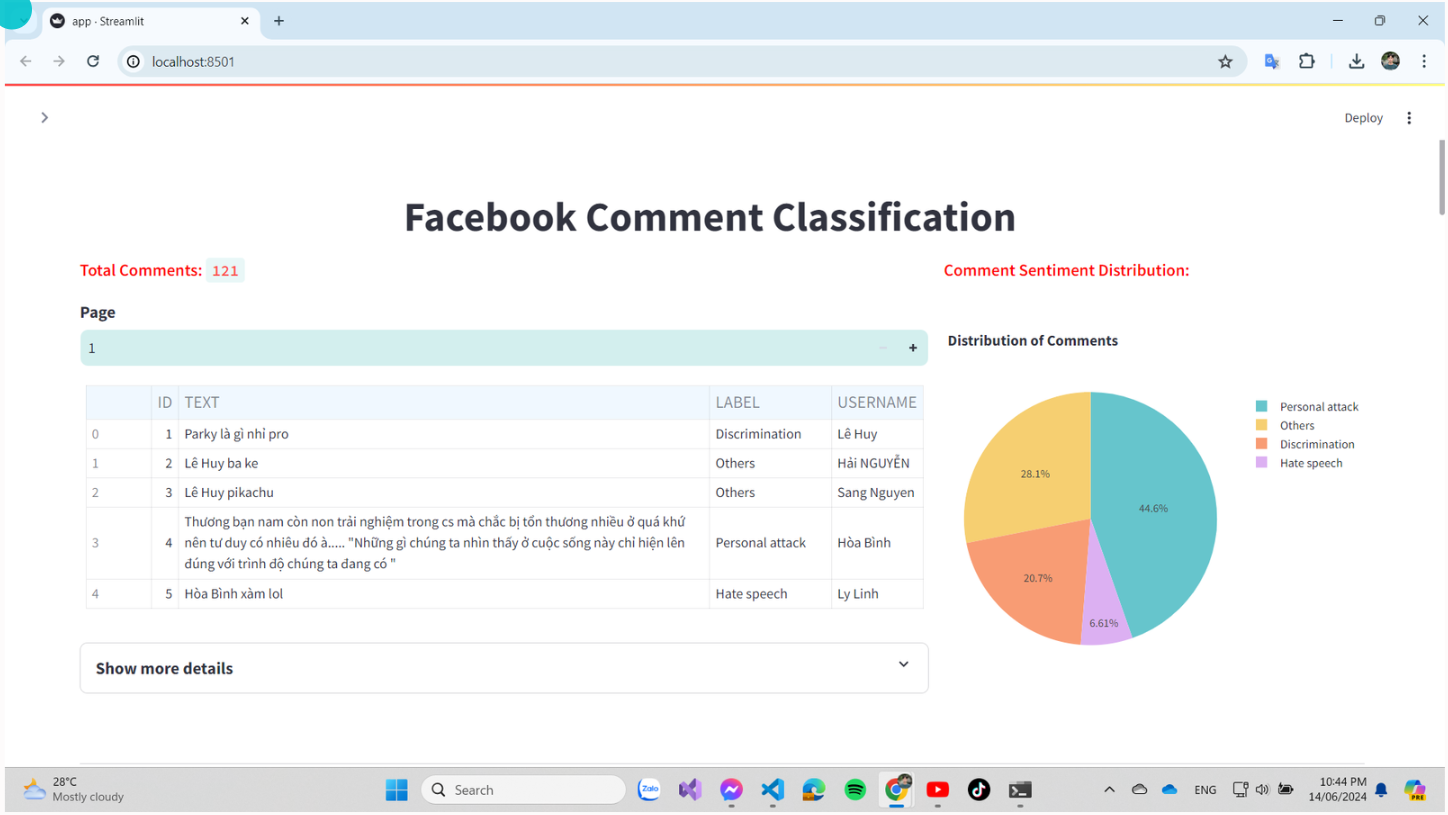 app · Streamlit
localhost:8501
Deploy
Facebook Comment Classification
Total Comments: 121
Page
1
ID TEXT LABEL USERNAME
0 1 Parky là gì nhỉ pro Discrimination Lê Huy
1 2 Lê Huy ba ke Others Hải NGUYỄN
2 3 Lê Huy pikachu Others Sang Nguyen
3 4 Thương bạn nam còn non trải nghiệm trong cs mà chắc bị tổn thương nhiều ở quá khứ
nên tư duy có nhiêu đó à..... "Những gì chúng ta nhìn thấy ở cuộc sống này chỉ hiện lên Personal attack Hòa Bình
đúng với trình độ chúng ta đang có "
4 5 Hòa Bình xàm lol Hate speech Ly Linh
Show more details
Comment Sentiment Distribution:
Distribution of Comments
28.1%
44.6%
20.7%
6.61%
Personal attack
Others
Discrimination
Hate speech
28°C
Mostly cloudy
Search
Zalo
ENG
10:44 PM
14/06/2024
PRE